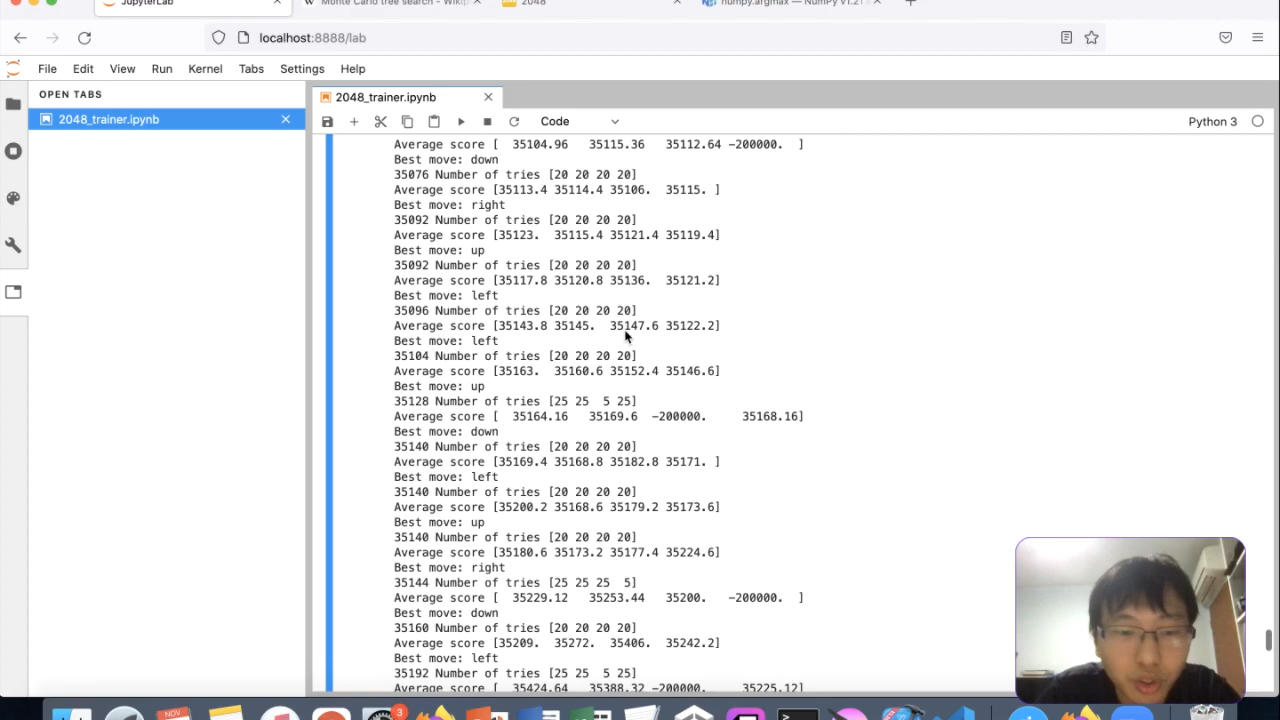 JupyterLab
Monte Carlo tree search - Wikip
2048
numpy.argmax — NumPy v1.21
localhost:8888/lab
File Edit View Run Kernel Tabs Settings Help
OPEN TABS
2048_trainer.ipynb
2048_trainer.ipynb
Code
Python 3
Average score [ 35104.96 35115.36 35112.64 -200000. ]
Best move: down
35076 Number of tries [20 20 20 20]
Average score [35113.4 35114.4 35106. 35115. ]
Best move: right
35092 Number of tries [20 20 20 20]
Average score [35123. 35115.4 35121.4 35119.4]
Best move: up
35092 Number of tries [20 20 20 20]
Average score [35117.8 35120.8 35136. 35121.2]
Best move: left
35096 Number of tries [20 20 20 20]
Average score [35143.8 35145. 35147.6 35122.2]
Best move: left
35104 Number of tries [20 20 20 20]
Average score [35163. 35160.6 35152.4 35146.6]
Best move: up
35128 Number of tries [25 25 5 25]
Average score [ 35164.16 35169.6 -200000. 35168.16]
Best move: down
35140 Number of tries [20 20 20 20]
Average score [35169.4 35168.8 35182.8 35171. ]
Best move: left
35140 Number of tries [20 20 20 20]
Average score [35200.2 35168.6 35179.2 35173.6]
Best move: up
35140 Number of tries [20 20 20 20]
Average score [35180.6 35173.2 35177.4 35224.6]
Best move: right
35144 Number of tries [25 25 25 5]
Average score [ 35229.12 35253.44 35200. -200000. ]
Best move: down
35160 Number of tries [20 20 20 20]
Average score [35209. 35272. 35406. 35242.2]
Best move: left
35192 Number of tries [25 25 5 25]
Average score [ 35424.64 35388.32 -200000. 35225.12]
NOV
3